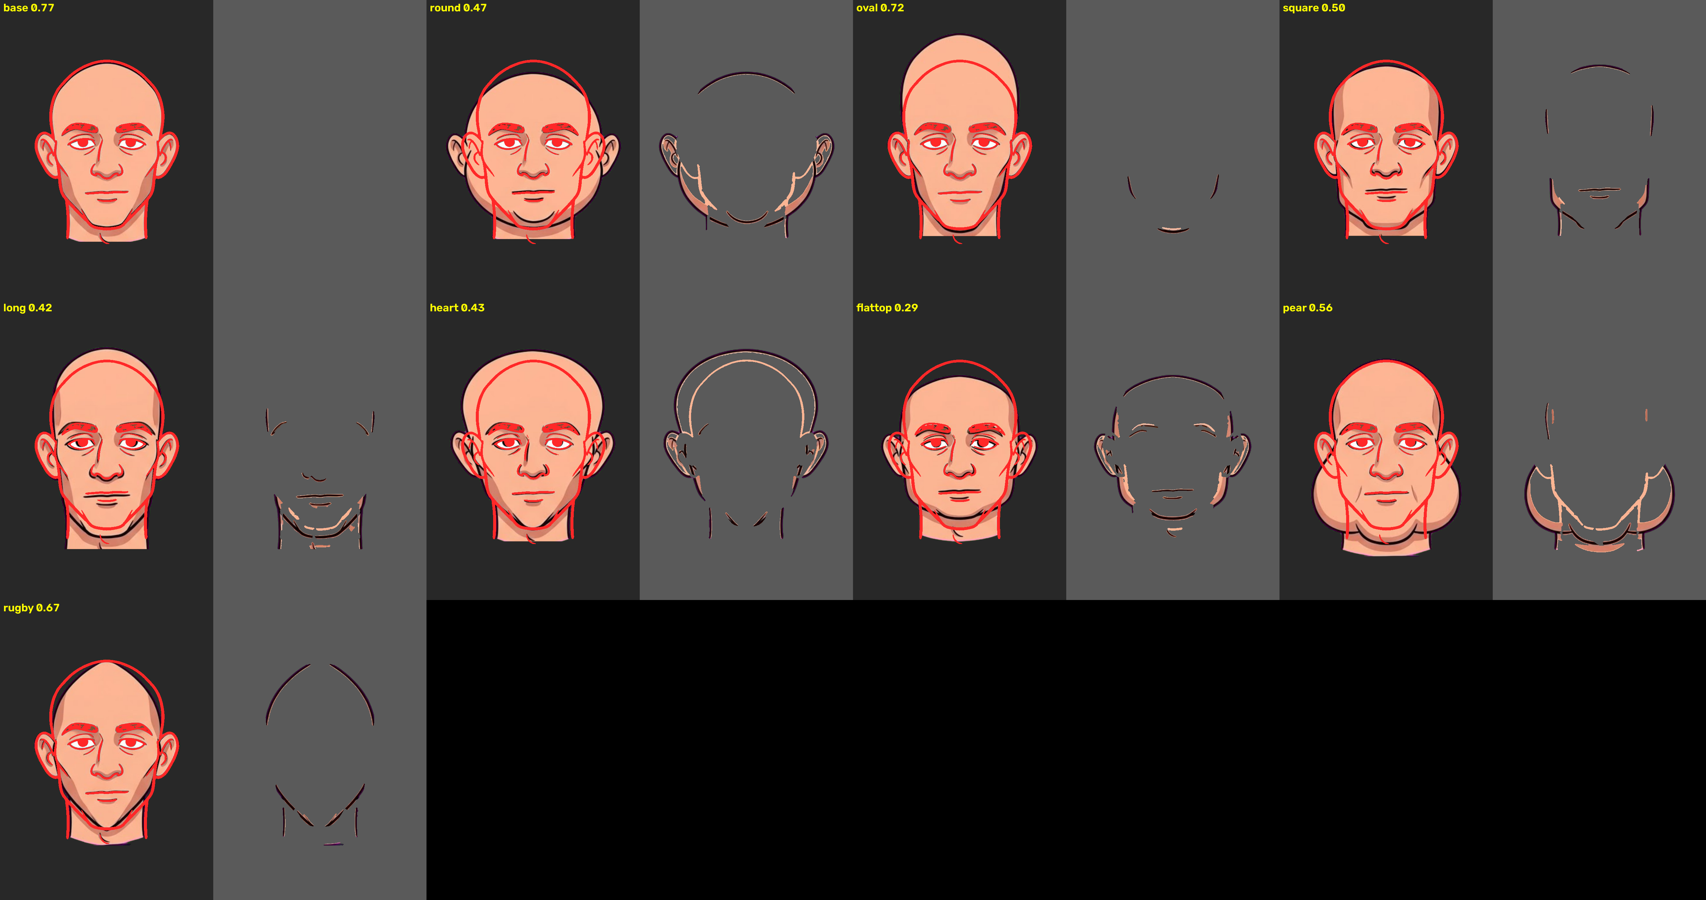 base 0.77
round 0.47
oval 0.72
square 0.50
long 0.42
heart 0.43
flattop 0.29
pear 0.56
rugby 0.67